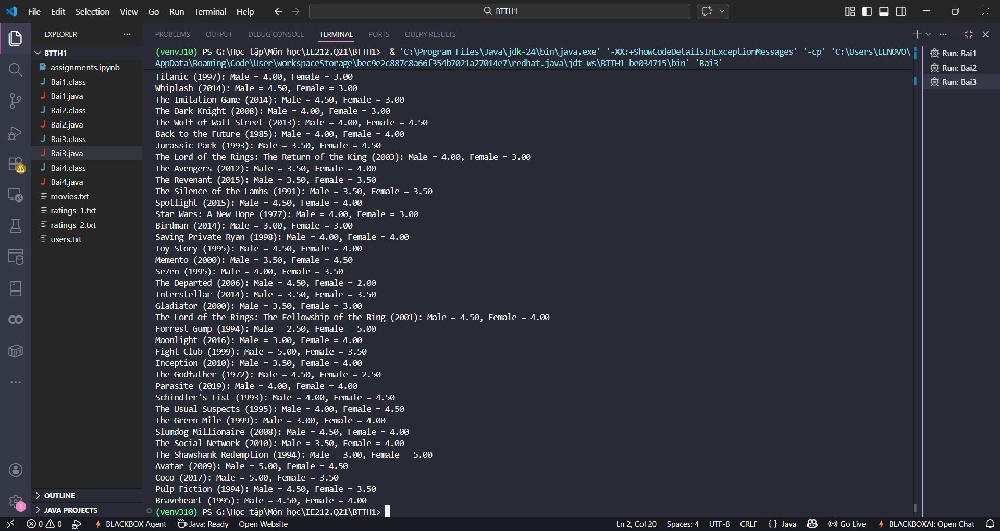 File Edit Selection View Go Run Terminal Help BTTH1
EXPLORER
BTTH1
assignments.ipynb
Bai1.class
Bai1.java
Bai2.class
Bai2.java
Bai3.class
Bai3.java
Bai4.class
Bai4.java
movies.txt
ratings_1.txt
ratings_2.txt
users.txt
OUTLINE
JAVA PROJECTS
PROBLEMS OUTPUT DEBUG CONSOLE TERMINAL PORTS QUERY RESULTS
(venv310) PS G:\Học tập\Môn học\IE212.Q21\BTTH1> & 'C:\Program Files\Java\jdk-24\bin\java.exe' '-XX:+ShowCodeDetailsInExceptionMessages' '-cp' 'C:\Users\LENOVO\
AppData\Roaming\Code\User\workspaceStorage\bec9e2c887c8a66f354b7021a27014e7\redhat.java\jdt_ws\BTTH1_be034715\bin' 'Bai3'
Titanic (1997): Male = 4.00, Female = 3.00
Whiplash (2014): Male = 4.50, Female = 3.00
The Imitation Game (2014): Male = 4.50, Female = 3.00
The Dark Knight (2008): Male = 4.00, Female = 3.00
The Wolf of Wall Street (2013): Male = 4.00, Female = 4.50
Back to the Future (1985): Male = 4.00, Female = 4.00
Jurassic Park (1993): Male = 3.50, Female = 4.50
The Lord of the Rings: The Return of the King (2003): Male = 4.00, Female = 3.00
The Avengers (2012): Male = 3.50, Female = 4.00
The Revenant (2015): Male = 3.50, Female = 3.50
The Silence of the Lambs (1991): Male = 3.50, Female = 3.50
Spotlight (2015): Male = 4.50, Female = 4.00
Star Wars: A New Hope (1977): Male = 4.00, Female = 3.00
Birdman (2014): Male = 3.00, Female = 3.00
Saving Private Ryan (1998): Male = 4.00, Female = 4.00
Toy Story (1995): Male = 4.50, Female = 4.00
Memento (2000): Male = 3.50, Female = 4.50
Se7en (1995): Male = 4.00, Female = 3.50
The Departed (2006): Male = 4.50, Female = 2.00
Interstellar (2014): Male = 3.50, Female = 3.50
Gladiator (2000): Male = 3.50, Female = 3.00
The Lord of the Rings: The Fellowship of the Ring (2001): Male = 4.50, Female = 4.00
Forrest Gump (1994): Male = 2.50, Female = 5.00
Moonlight (2016): Male = 3.00, Female = 4.00
Fight Club (1999): Male = 5.00, Female = 3.50
Inception (2010): Male = 3.50, Female = 4.00
The Godfather (1972): Male = 4.50, Female = 2.50
Parasite (2019): Male = 4.00, Female = 4.00
Schindler's List (1993): Male = 4.00, Female = 4.50
The Usual Suspects (1995): Male = 4.00, Female = 4.50
The Green Mile (1999): Male = 3.00, Female = 4.00
Slumdog Millionaire (2008): Male = 4.50, Female = 4.00
The Social Network (2010): Male = 3.50, Female = 4.00
The Shawshank Redemption (1994): Male = 3.00, Female = 5.00
Avatar (2009): Male = 5.00, Female = 4.50
Coco (2017): Male = 5.00, Female = 3.50
Pulp Fiction (1994): Male = 4.50, Female = 3.50
Braveheart (1995): Male = 4.50, Female = 4.00
(venv310) PS G:\Học tập\Môn học\IE212.Q21\BTTH1>
Run: Bai1
Run: Bai2
Run: Bai3
1
0 0 BLACKBOX Agent Java: Ready Open Website Ln 2, Col 20 Spaces: 4 UTF-8 CRLF {} Java Go Live BLACKBOXAI: Open Chat